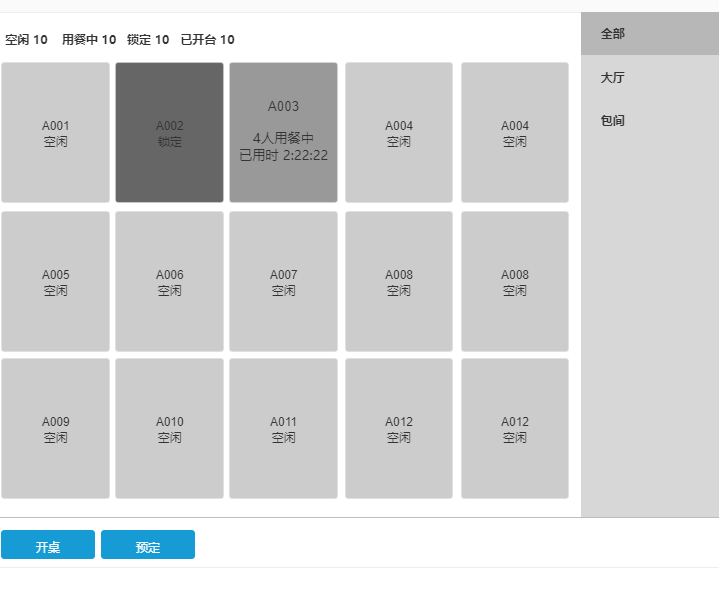 空闲 10 用餐中 10 锁定 10 已开台 10
全部
大厅
包间
A001
空闲
A002
锁定
A003
4人用餐中
已用时 2:22:22
A004
空闲
A004
空闲
A005
空闲
A006
空闲
A007
空闲
A008
空闲
A008
空闲
A009
空闲
A010
空闲
A011
空闲
A012
空闲
A012
空闲
开桌
预定